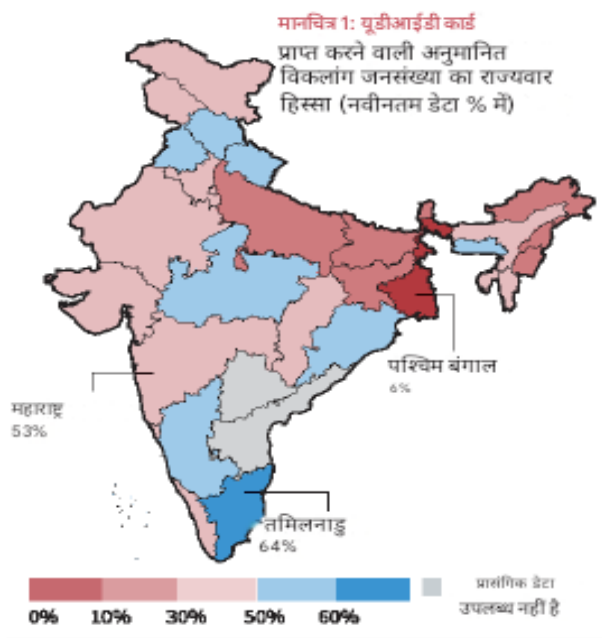 मानचित्र 1: यूडीआईईडी कार्ड
प्राप्त करने वाली अनुमानित
विकलांग जनसंख्या का राज्यवार
हिस्सा (नवीनतम डेटा % में)
पश्चिम बंगाल
6%
महाराष्ट्र
53%
तमिलनाडु
64%
0% 10% 30% 50% 60%
प्रासंगिक डेटा
उपलब्ध नहीं है